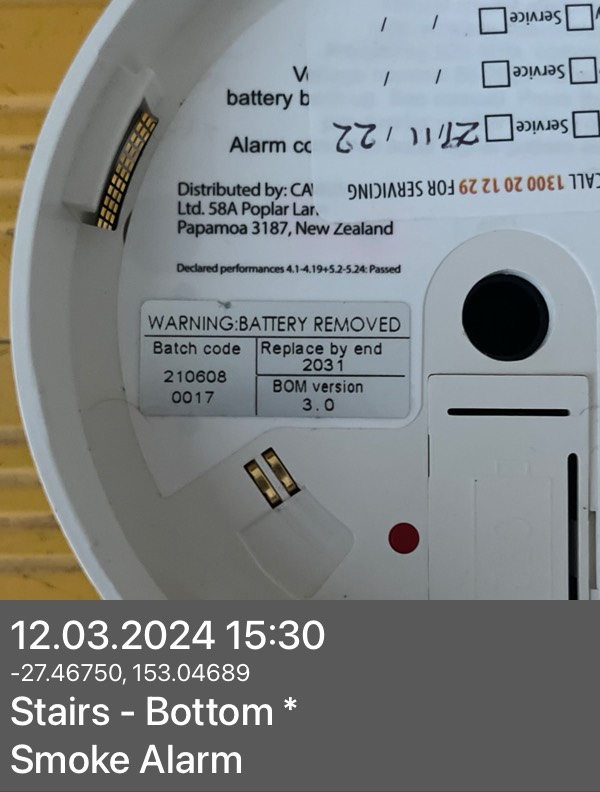 / / Service
/ / Service
battery b
27/11/22 Service
Alarm co
CALL 1300 20 12 29 FOR SERVICING
Distributed by: CAV
Ltd. 58A Poplar Lan
Papamoa 3187, New Zealand
Declared performances 4.1-4.19+5.2-5.24: Passed
WARNING:BATTERY REMOVED
Batch code
210608
0017
Replace by end
2031
BOM version
3.0
12.03.2024 15:30
-27.46750, 153.04689
Stairs - Bottom *
Smoke Alarm